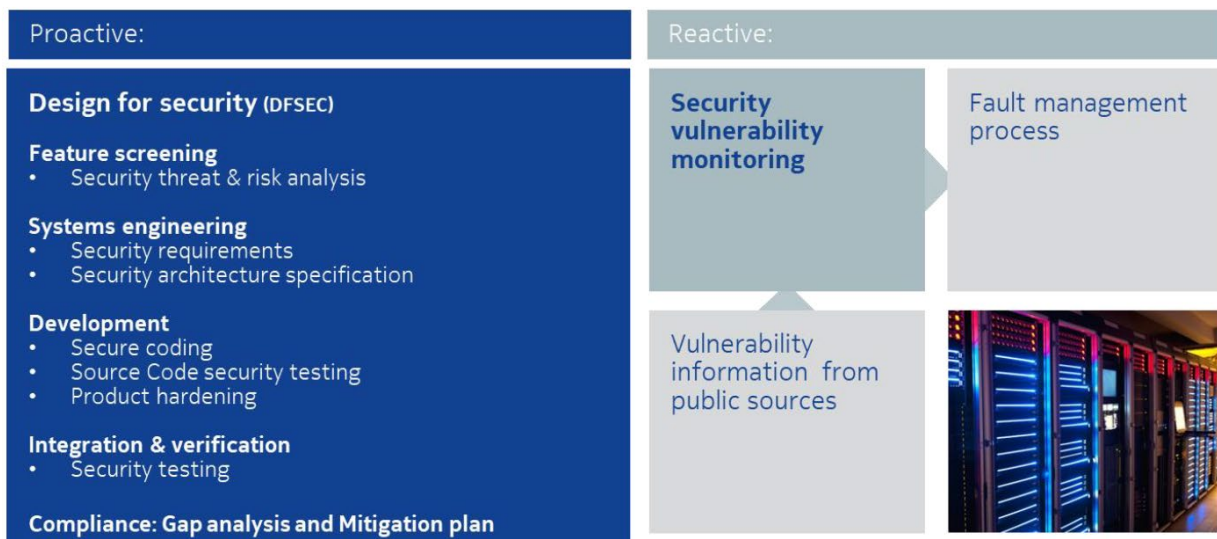 Proactive:
Design for security (DFSEC)
Feature screening
• Security threat & risk analysis
Systems engineering
• Security requirements
• Security architecture specification
Development
• Secure coding
• Source Code security testing
• Product hardening
Integration & verification
• Security testing
Compliance: Gap analysis and Mitigation plan
Reactive:
Security
vulnerability
monitoring
Fault management
process
Vulnerability
information from
public sources